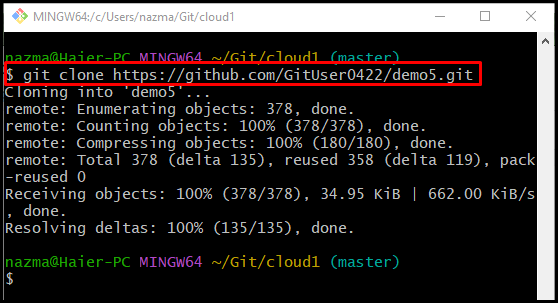 MINGW64:/c/Users/nazma/Git/cloud1
nazma@Haier-PC MINGW64 ~/Git/cloud1 (master)
$ git clone https://github.com/GitUser0422/demo5.git
Cloning into 'demo5'...
remote: Enumerating objects: 378, done.
remote: Counting objects: 100% (378/378), done.
remote: Compressing objects: 100% (180/180), done.
remote: Total 378 (delta 135), reused 358 (delta 119), pack
-reused 0
Receiving objects: 100% (378/378), 34.95 KiB | 662.00 KiB/s
, done.
Resolving deltas: 100% (135/135), done.
nazma@Haier-PC MINGW64 ~/Git/cloud1 (master)
$